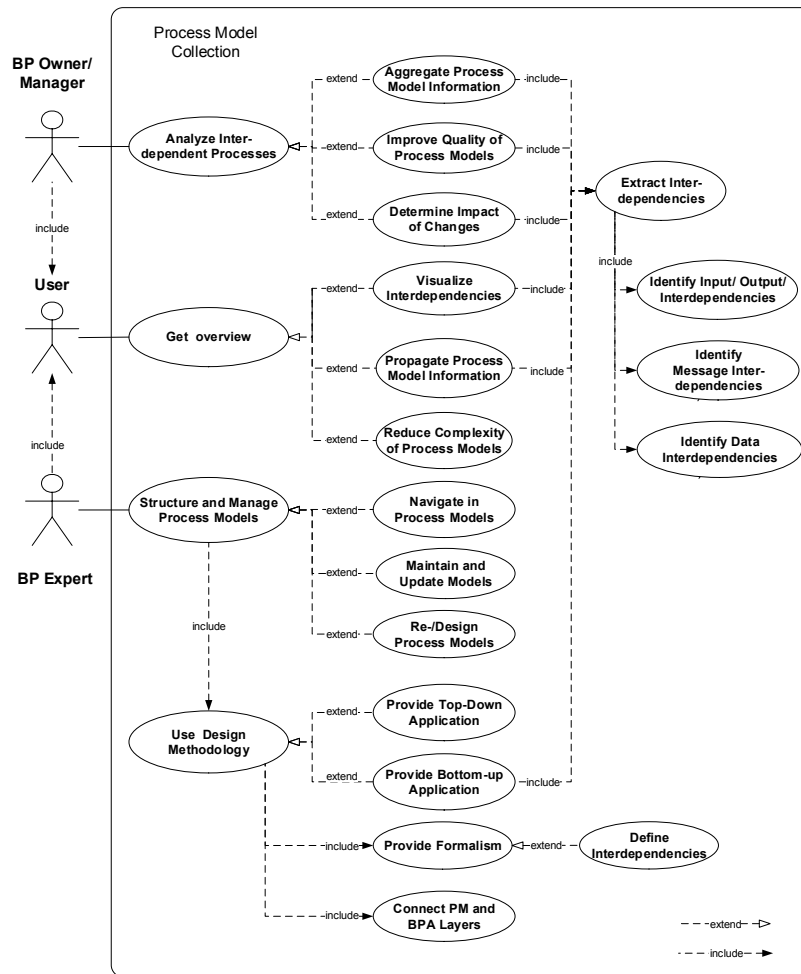 Process Model
Collection
BP Owner/
Manager
Aggregate Process
Model Information
extend
include
Analyze Inter-
dependent Processes
Improve Quality of
Process Models
extend
include
Extract Inter-
dependencies
Determine Impact
of Changes
extend
include
include
include
User
Visualize
Interdependencies
extend
include
Identify Input/ Output/
Interdependencies
Get overview
Propagate Process
Model Information
extend
include
Identify
Message Inter-
dependencies
Reduce Complexity
of Process Models
extend
Identify Data
Interdependencies
include
Structure and Manage
Process Models
Navigate in
Process Models
extend
BP Expert
Maintain and
Update Models
extend
include
Re-/Design
Process Models
extend
Use Design
Methodology
Provide Top-Down
Application
extend
Provide Bottom-up
Application
extend
include
include
Provide Formalism
extend
Define
Interdependencies
include
Connect PM and
BPA Layers
extend
include